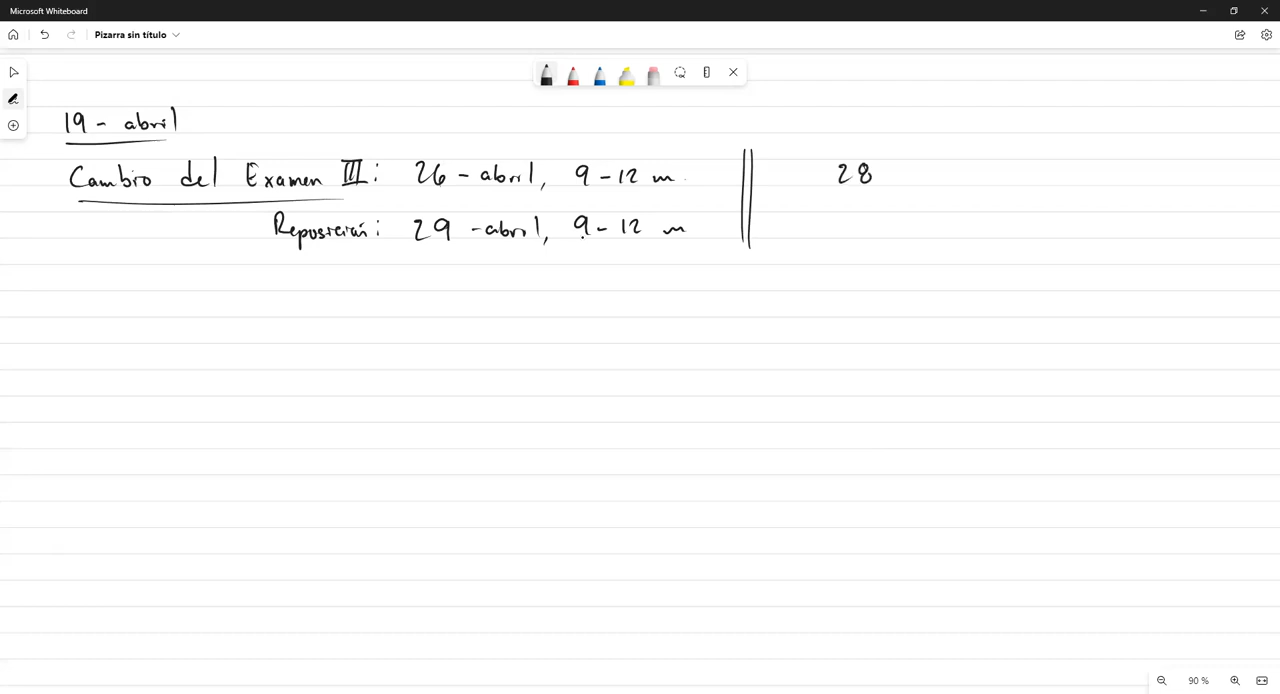 Microsoft Whiteboard
Pizarra sin título
19 - abril
Cambio del Examen III: 26 - abril, 9 - 12 m. 28
Reposición: 29 - abril, 9 - 12 m
90 %